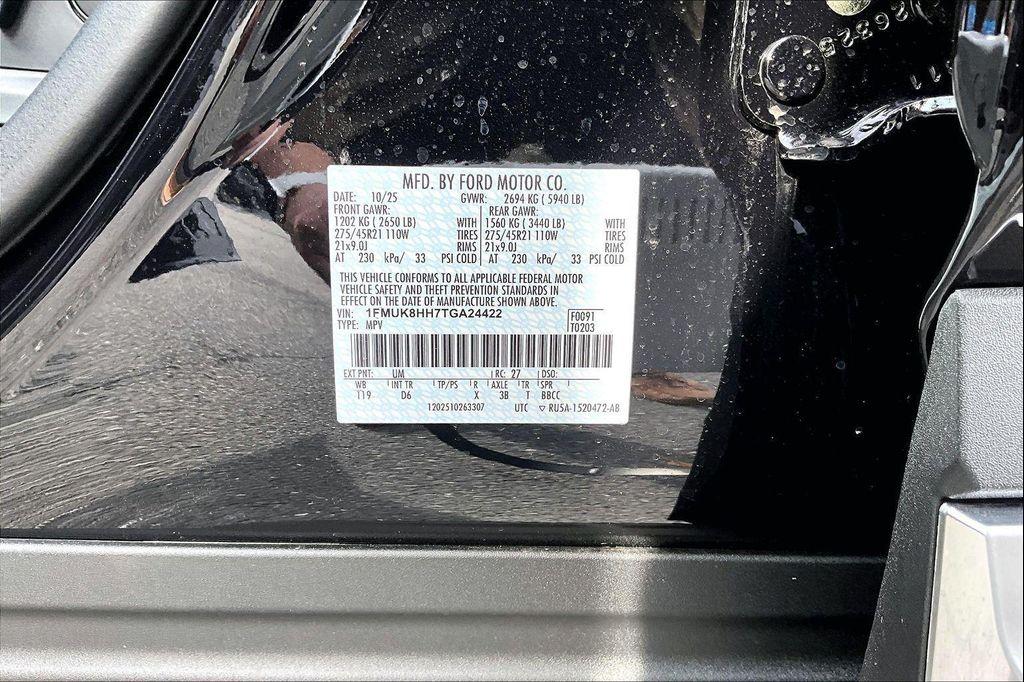 MFD. BY FORD MOTOR CO.
DATE: 10/25 GVWR: 2694 KG ( 5940 LB)
FRONT GAWR: REAR GAWR:
1202 KG ( 2650 LB) WITH 1560 KG ( 3440 LB) WITH
275/45R21 110W TIRES 275/45R21 110W TIRES
21x9.0J RIMS 21x9.0J RIMS
AT 230 kPa/ 33 PSI COLD AT 230 kPa/ 33 PSI COLD
THIS VEHICLE CONFORMS TO ALL APPLICABLE FEDERAL MOTOR
VEHICLE SAFETY AND THEFT PREVENTION STANDARDS IN
EFFECT ON THE DATE OF MANUFACTURE SHOWN ABOVE.
VIN: 1FMUK8HH7TGA24422 F0091
TYPE: MPV T0203
EXT PNT: UM RC: 27 DSO:
WB INT TR TP/PS R AXLE TR SPR
T19 D6 X 3B T BBCC
1202510263307 UTC ▽ RU5A-1520472-AB